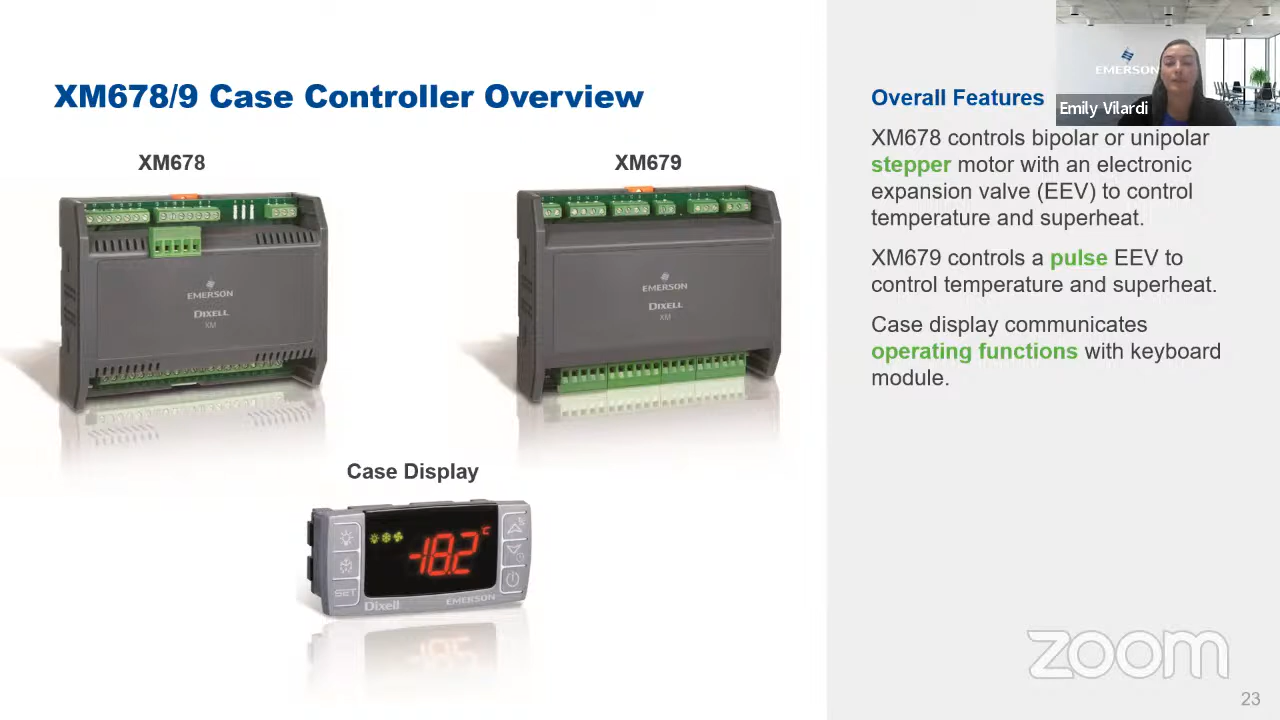 XM678/9 Case Controller Overview
XM678
XM679
EMERSON
DIXELL
XM
EMERSON
DIXELL
XM
Case Display
-18.2 °C
SET
Dixell
EMERSON
Overall Features
XM678 controls bipolar or unipolar
stepper motor with an electronic
expansion valve (EEV) to control
temperature and superheat.
XM679 controls a pulse EEV to
control temperature and superheat.
Case display communicates
operating functions with keyboard
module.
EMERSON
Emily Vilardi
zoom
23